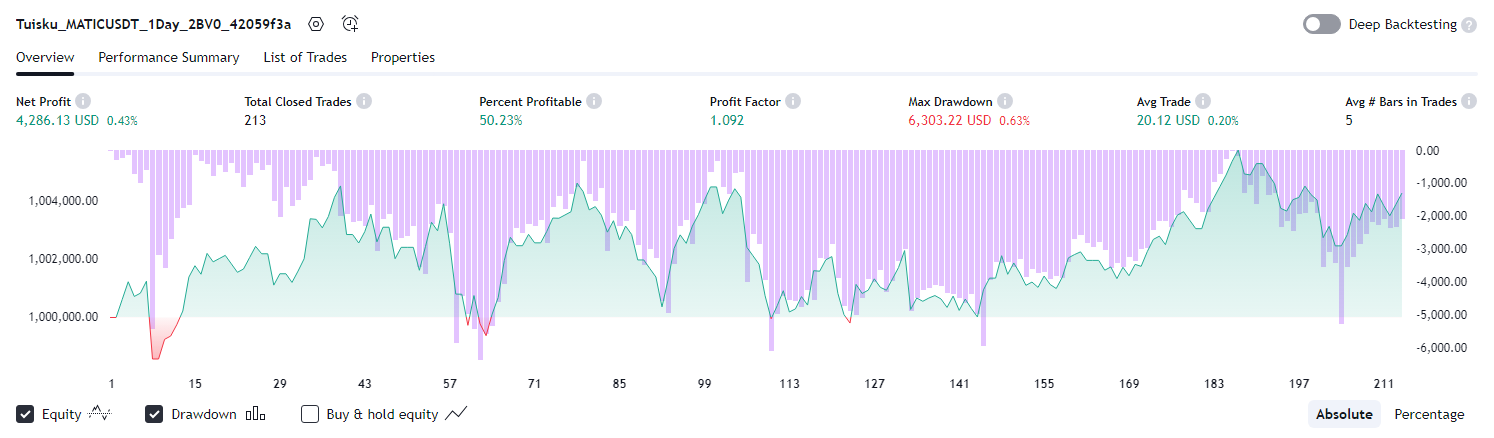 Tuisku_MATICUSDT_1Day_2BV0_42059f3a Deep Backtesting ?
Overview Performance Summary List of Trades Properties
Net Profit Total Closed Trades Percent Profitable Profit Factor Max Drawdown Avg Trade Avg # Bars in Trades
4,286.13 USD 0.43% 213 50.23% 1.092 6,303.22 USD 0.63% 20.12 USD 0.20% 5
0.00
-1,000.00
1,004,000.00
-2,000.00
-3,000.00
1,002,000.00
-4,000.00
1,000,000.00
-5,000.00
-6,000.00
1 15 29 43 57 71 85 99 113 127 141 155 169 183 197 211
Equity Drawdown Buy & hold equity Absolute Percentage